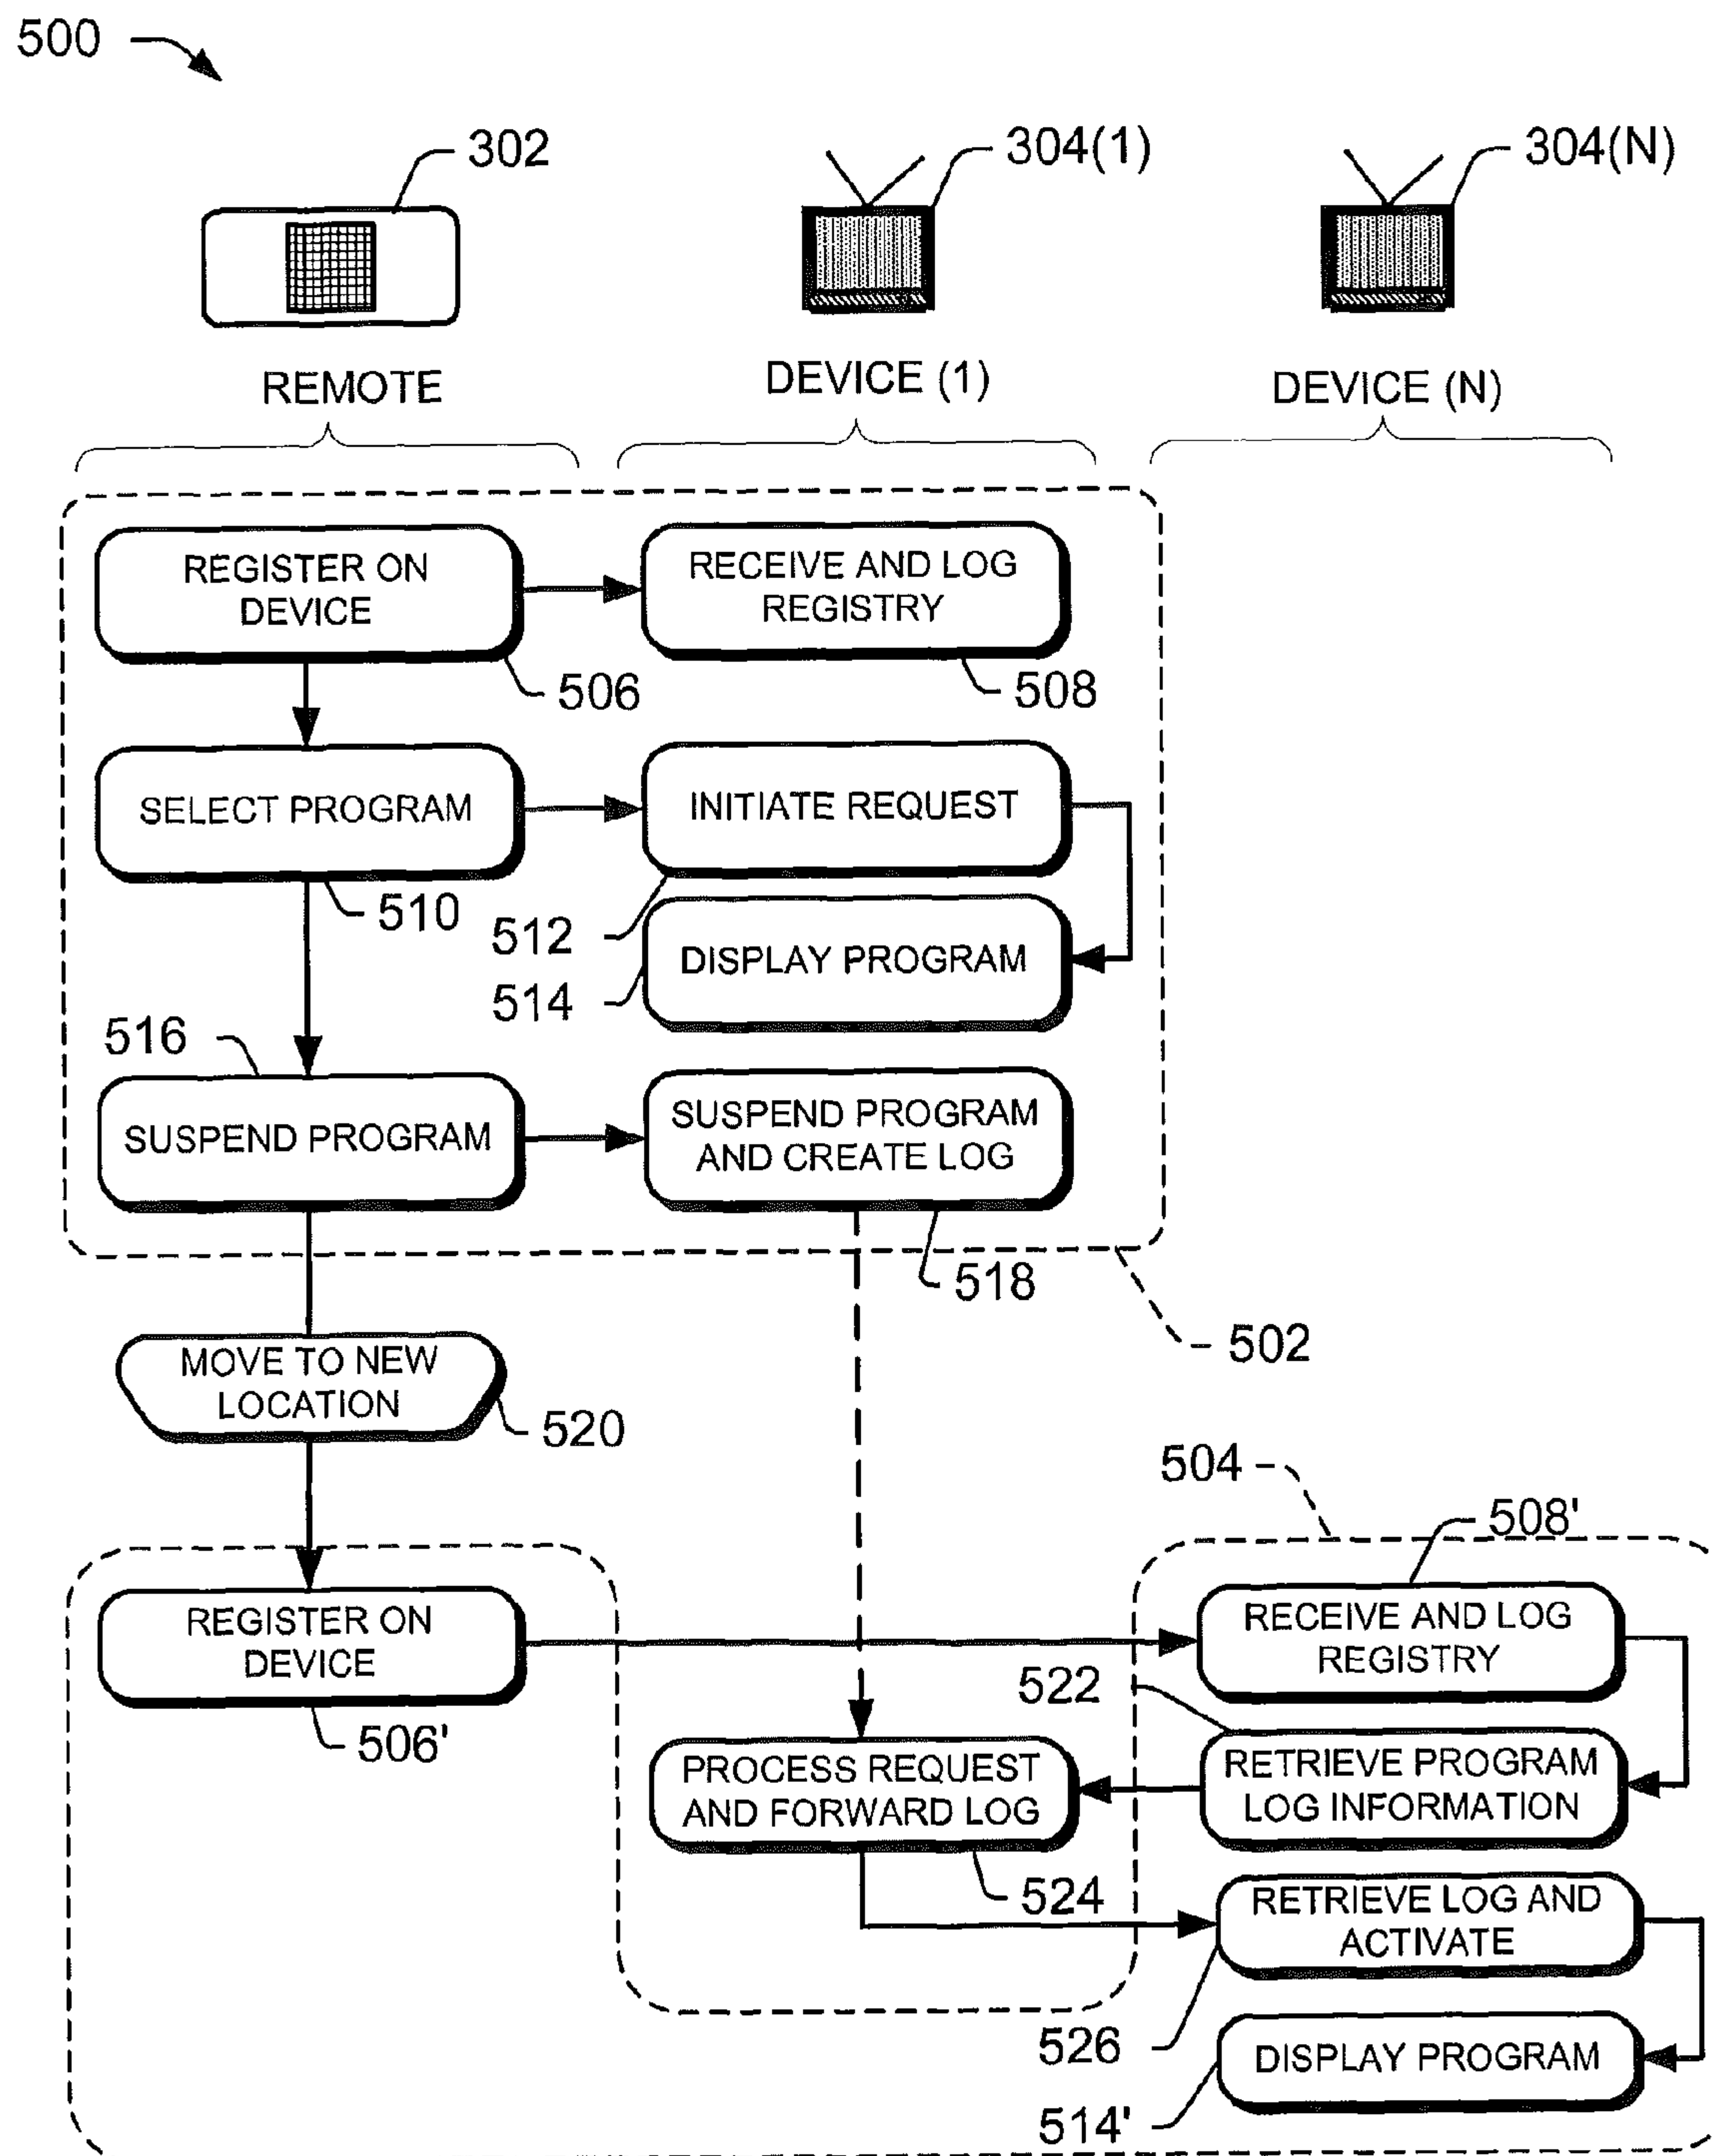 500
302
304(1)
304(N)
REMOTE
DEVICE (1)
DEVICE (N)
REGISTER ON
DEVICE
506
RECEIVE AND LOG
REGISTRY
508
SELECT PROGRAM
510
INITIATE REQUEST
512
DISPLAY PROGRAM
514
516
SUSPEND PROGRAM
SUSPEND PROGRAM
AND CREATE LOG
518
502
MOVE TO NEW
LOCATION
520
504
508'
REGISTER ON
DEVICE
506'
RECEIVE AND LOG
REGISTRY
522
PROCESS REQUEST
AND FORWARD LOG
524
RETRIEVE PROGRAM
LOG INFORMATION
RETRIEVE LOG AND
ACTIVATE
526
DISPLAY PROGRAM
514'